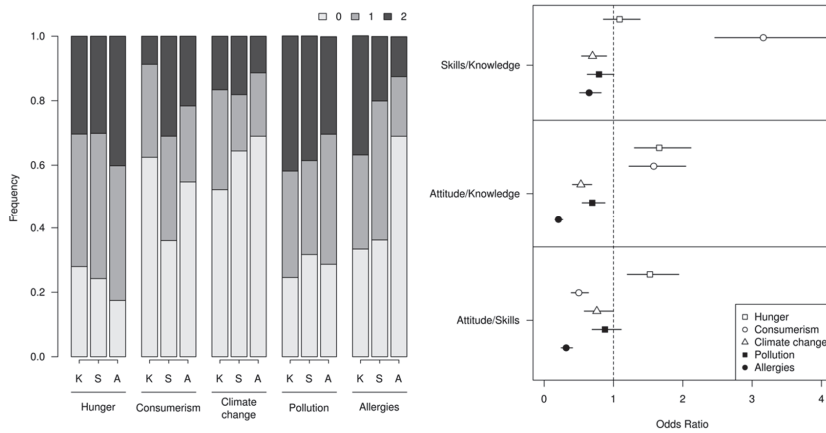 0 1 2
1.0
0.8
0.6
0.4
0.2
0.0
Frequency
K S A K S A K S A K S A K S A
Hunger Consumerism Climate change Pollution Allergies
Skills/Knowledge
Attitude/Knowledge
Attitude/Skills
Hunger
Consumerism
Climate change
Pollution
Allergies
0 1 2 3 4
Odds Ratio